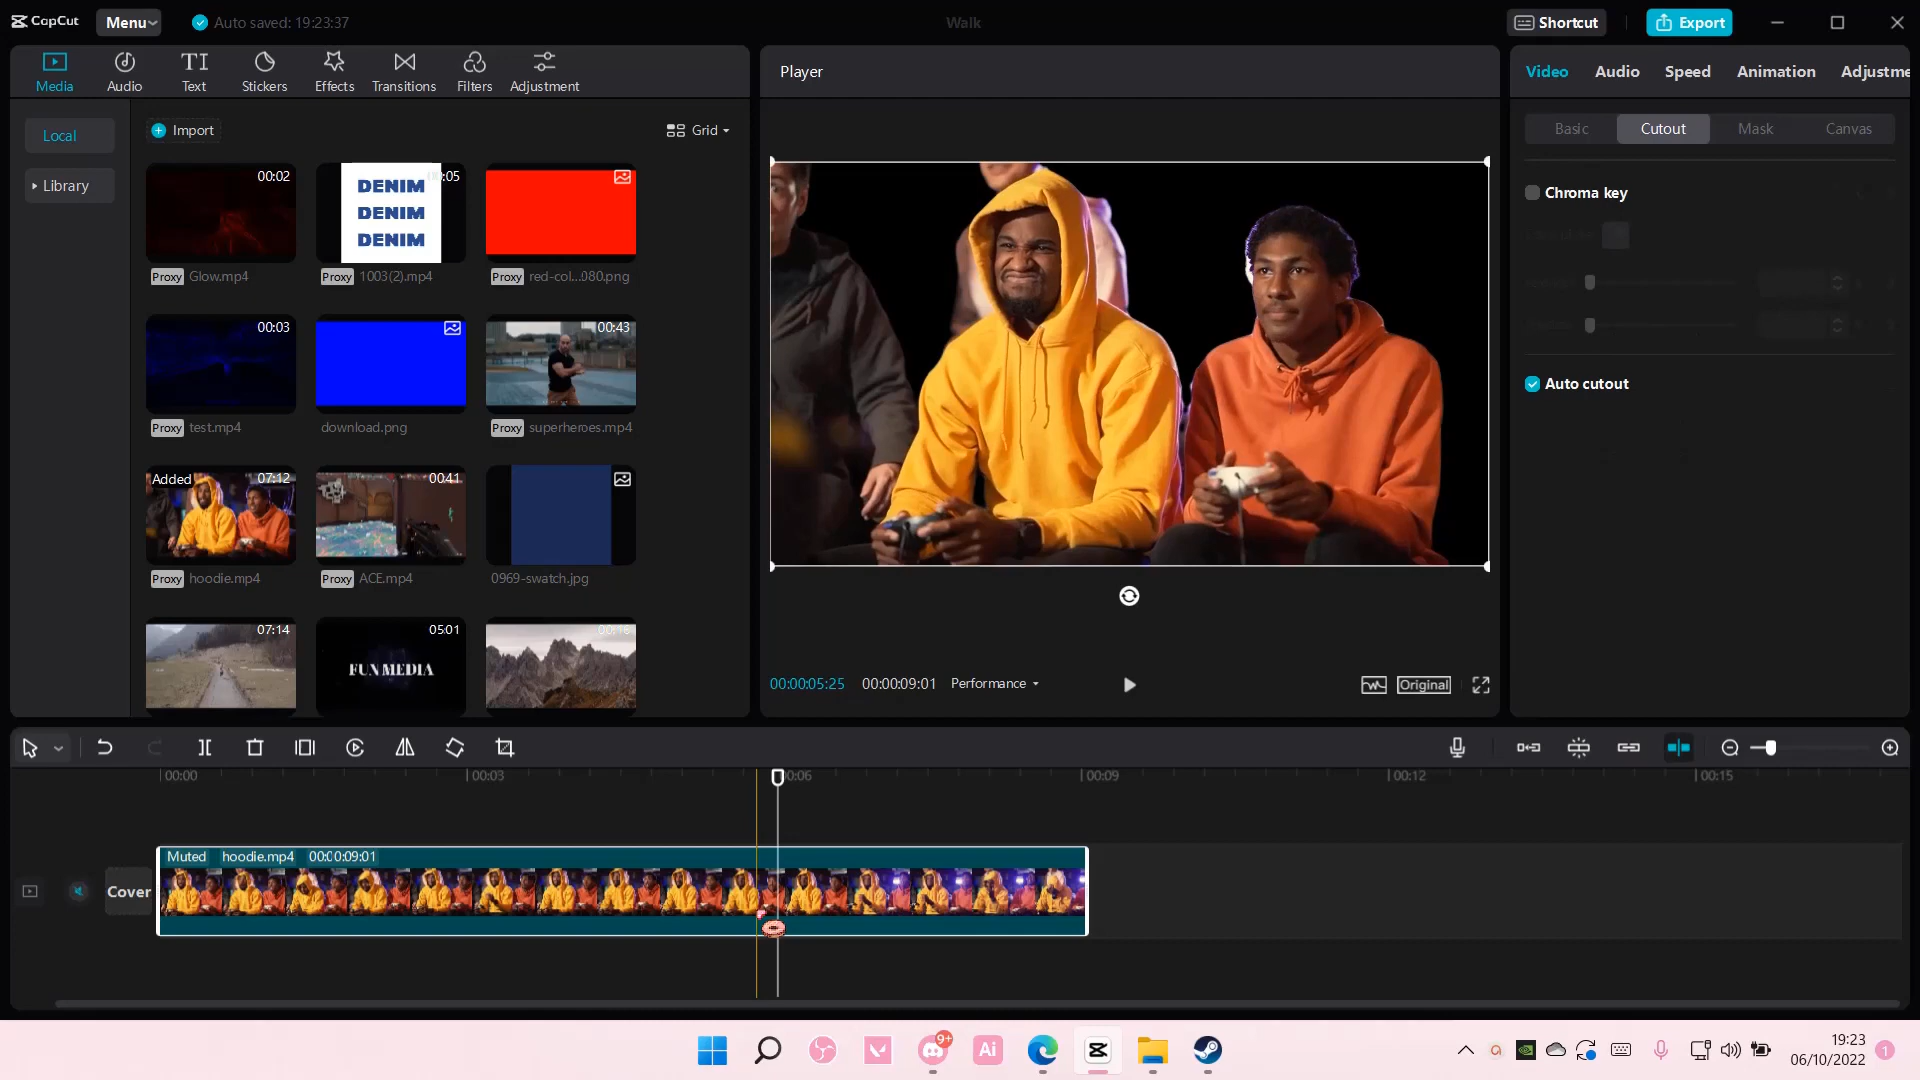 CapCut
Menu
Auto saved: 19:23:37
Walk
Shortcut
Export
Media
Audio
Text
Stickers
Effects
Transitions
Filters
Adjustment
Local
Library
Import
Grid
00:02
Proxy Glow.mp4
DENIM
DENIM
DENIM
:05
Proxy 1003(2).mp4
Proxy red-col...080.png
00:03
Proxy test.mp4
download.png
00:43
Proxy superheroes.mp4
Added
07:12
Proxy hoodie.mp4
00:41
Proxy ACE.mp4
0969-swatch.jpg
07:14
05:01
FUN MEDIA
Player
00:00:05:25
00:00:09:01
Performance
Original
Video
Audio
Speed
Animation
Adjustme
Basic
Cutout
Mask
Canvas
Chroma key
Auto cutout
00:00
00:03
00:06
00:09
00:12
00:15
Muted hoodie.mp4 00:00:09:01
Cover
9+
Ai
19:23
06/10/2022
1